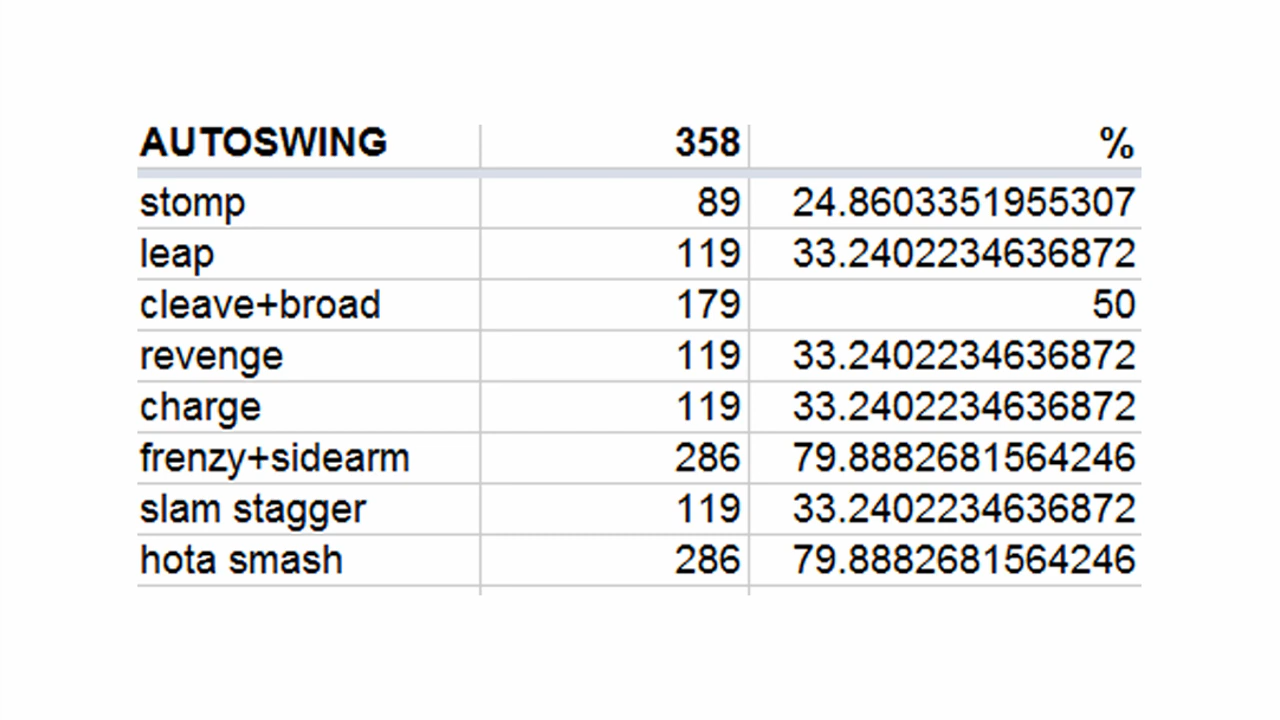 AUTOSWING 358 %
stomp 89 24.8603351955307
leap 119 33.2402234636872
cleave+broad 179 50
revenge 119 33.2402234636872
charge 119 33.2402234636872
frenzy+sidearm 286 79.8882681564246
slam stagger 119 33.2402234636872
hota smash 286 79.8882681564246